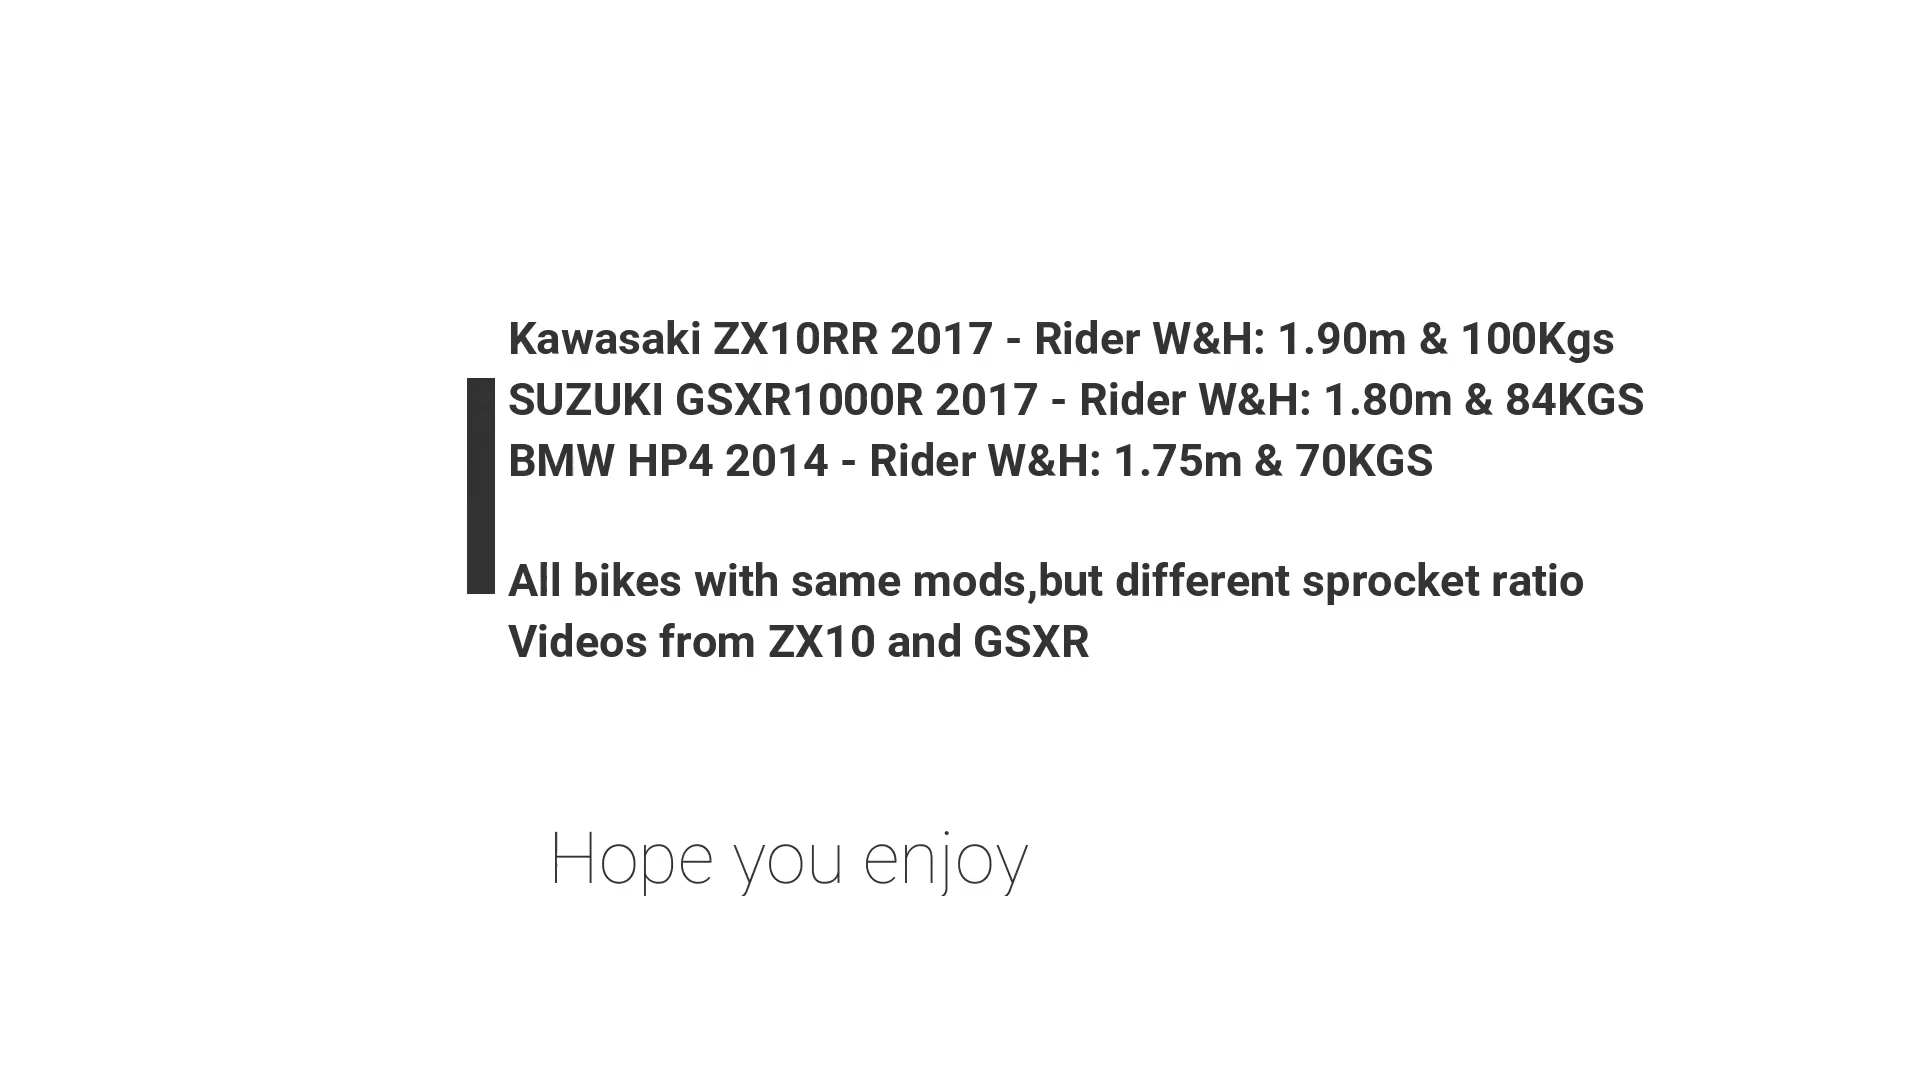 Kawasaki ZX10RR 2017 - Rider W&H: 1.90m & 100Kgs
SUZUKI GSXR1000R 2017 - Rider W&H: 1.80m & 84KGS
BMW HP4 2014 - Rider W&H: 1.75m & 70KGS
All bikes with same mods,but different sprocket ratio
Videos from ZX10 and GSXR
Hope you enjoy